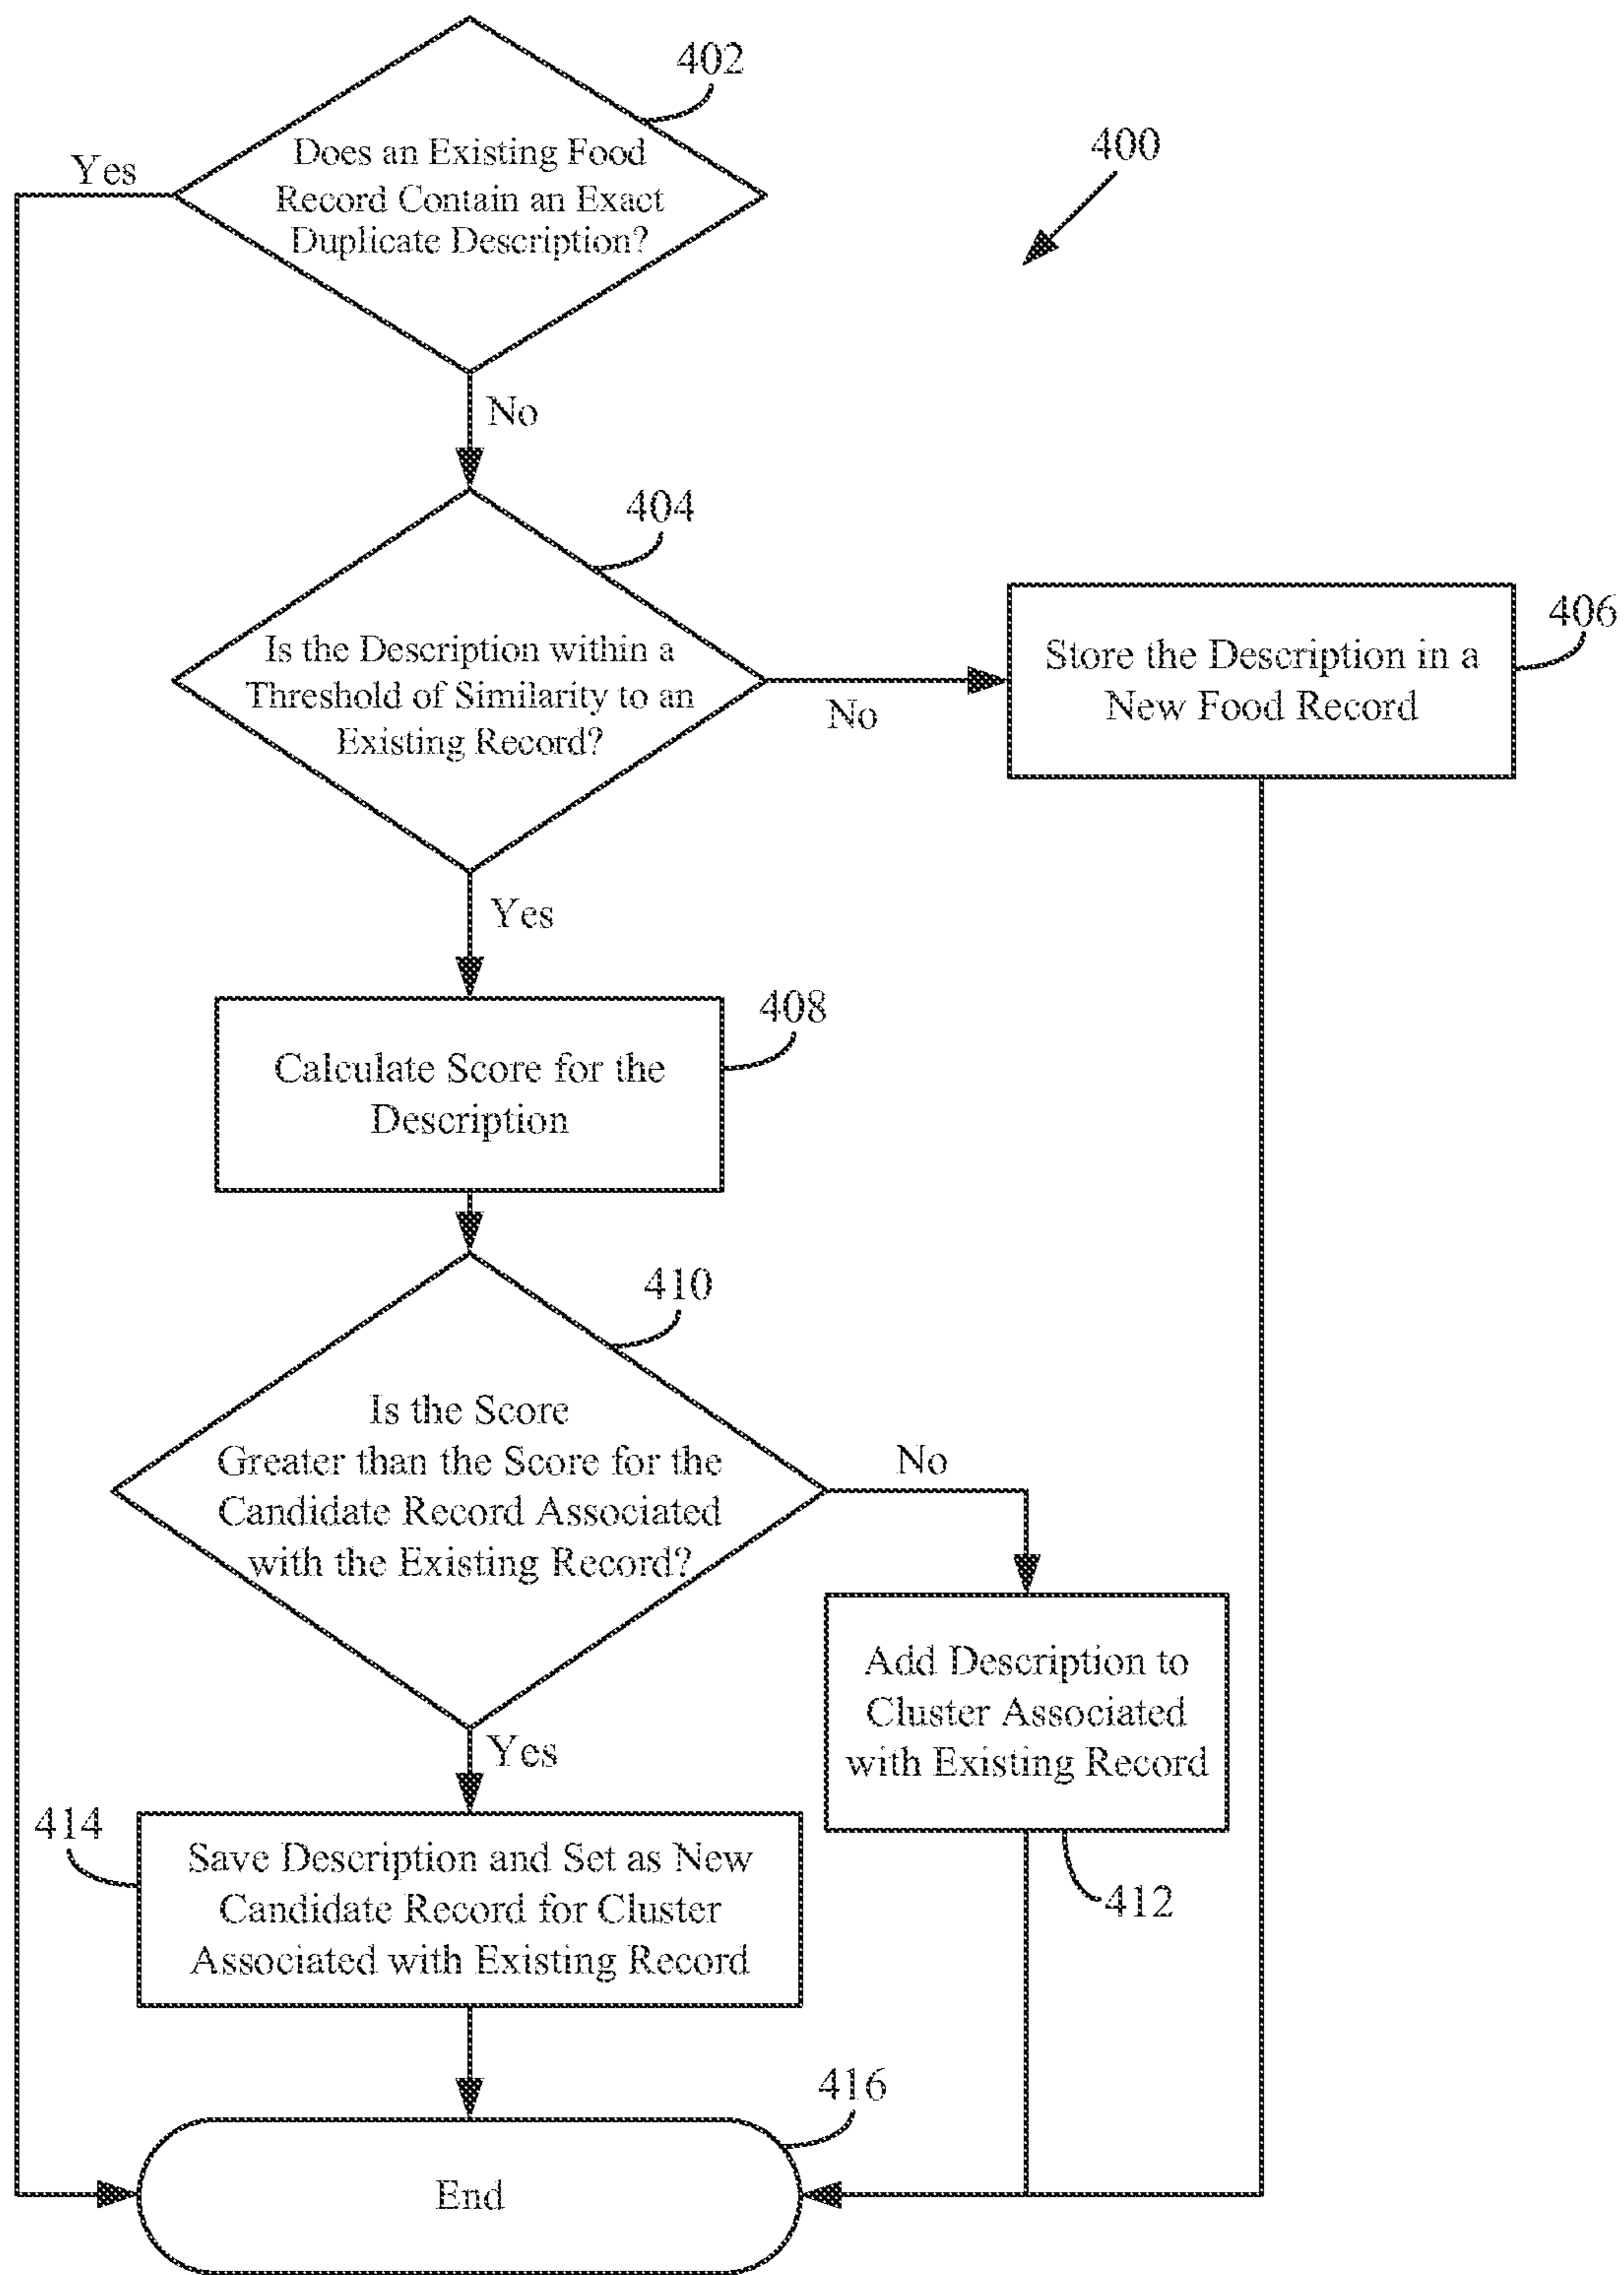 402
Does an Existing Food
Record Contain an Exact
Duplicate Description?
Yes
400
No
404
Is the Description within a
Threshold of Similarity to an
Existing Record?
No
Store the Description in a
New Food Record
406
Yes
408
Calculate Score for the
Description
410
Is the Score
Greater than the Score for the
Candidate Record Associated
with the Existing Record?
No
Add Description to
Cluster Associated
with Existing Record
412
Yes
414
Save Description and Set as New
Candidate Record for Cluster
Associated with Existing Record
416
End